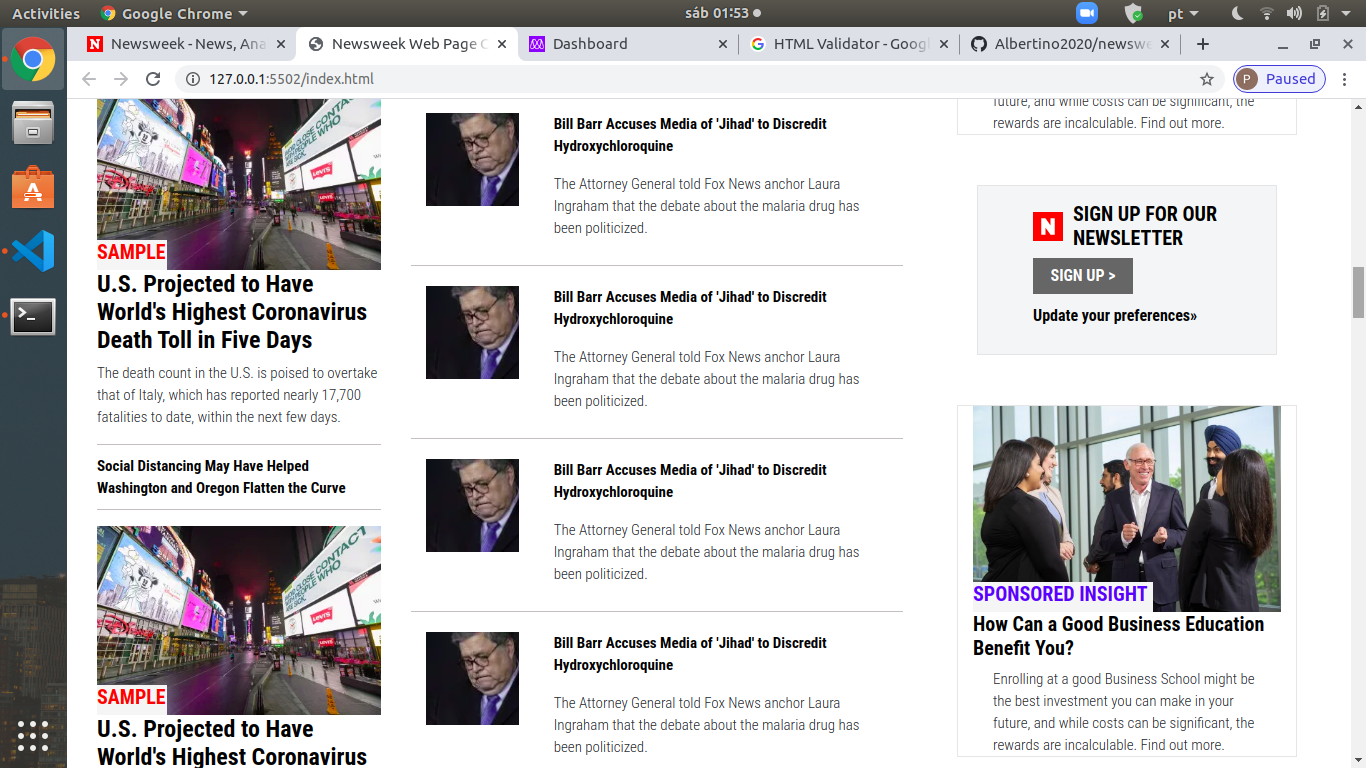 Activities
Google Chrome
sáb 01:53
pt
Newsweek - News, Ana
Newsweek Web Page C
Dashboard
HTML Validator - Googl
Albertino2020/newswe
127.0.0.1:5502/index.html
P
Paused
SAMPLE
U.S. Projected to Have
World's Highest Coronavirus
Death Toll in Five Days
The death count in the U.S. is poised to overtake
that of Italy, which has reported nearly 17,700
fatalities to date, within the next few days.
Social Distancing May Have Helped
Washington and Oregon Flatten the Curve
SAMPLE
U.S. Projected to Have
World's Highest Coronavirus
Bill Barr Accuses Media of 'Jihad' to Discredit
Hydroxychloroquine
The Attorney General told Fox News anchor Laura
Ingraham that the debate about the malaria drug has
been politicized.
Bill Barr Accuses Media of 'Jihad' to Discredit
Hydroxychloroquine
The Attorney General told Fox News anchor Laura
Ingraham that the debate about the malaria drug has
been politicized.
Bill Barr Accuses Media of 'Jihad' to Discredit
Hydroxychloroquine
The Attorney General told Fox News anchor Laura
Ingraham that the debate about the malaria drug has
been politicized.
Bill Barr Accuses Media of 'Jihad' to Discredit
Hydroxychloroquine
The Attorney General told Fox News anchor Laura
Ingraham that the debate about the malaria drug has
been politicized.
future, and while costs can be significant, the
rewards are incalculable. Find out more.
N
SIGN UP FOR OUR
NEWSLETTER
SIGN UP >
Update your preferences»
SPONSORED INSIGHT
How Can a Good Business Education
Benefit You?
Enrolling at a good Business School might be
the best investment you can make in your
future, and while costs can be significant, the
rewards are incalculable. Find out more.